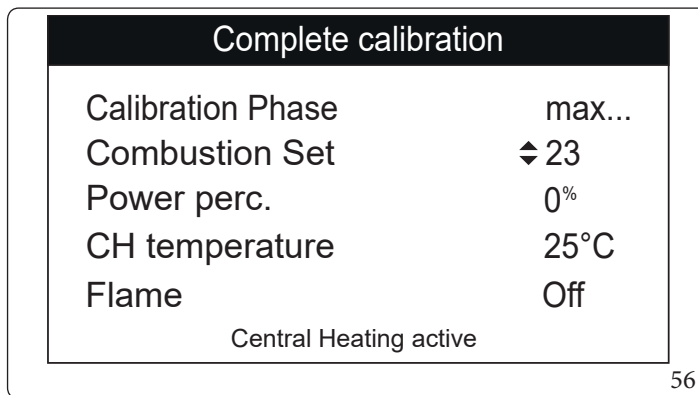 Complete calibration
Calibration Phase max...
Combustion Set 23
Power perc. 0%
CH temperature 25°C
Flame Off
Central Heating active
56